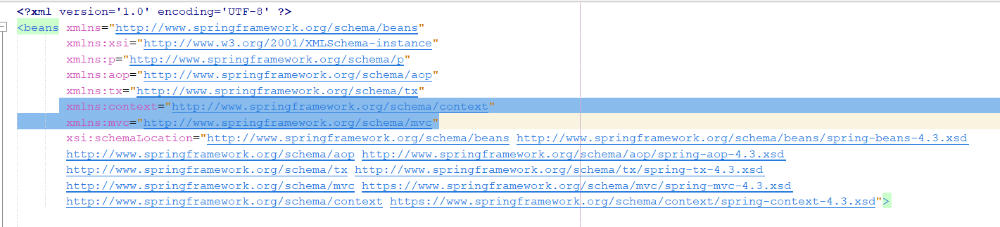 <?xml version='1.0' encoding='UTF-8' ?>
<beans xmlns="http://www.springframework.org/schema/beans"
xmlns:xsi="http://www.w3.org/2001/XMLSchema-instance"
xmlns:p="http://www.springframework.org/schema/p"
xmlns:aop="http://www.springframework.org/schema/aop"
xmlns:tx="http://www.springframework.org/schema/tx"
xmlns:context="http://www.springframework.org/schema/context"
xmlns:mvc="http://www.springframework.org/schema/mvc"
xsi:schemaLocation="http://www.springframework.org/schema/beans http://www.springframework.org/schema/beans/spring-beans-4.3.xsd
http://www.springframework.org/schema/aop http://www.springframework.org/schema/aop/spring-aop-4.3.xsd
http://www.springframework.org/schema/tx http://www.springframework.org/schema/tx/spring-tx-4.3.xsd
http://www.springframework.org/schema/mvc https://www.springframework.org/schema/mvc/spring-mvc-4.3.xsd
http://www.springframework.org/schema/context https://www.springframework.org/schema/context/spring-context-4.3.xsd">